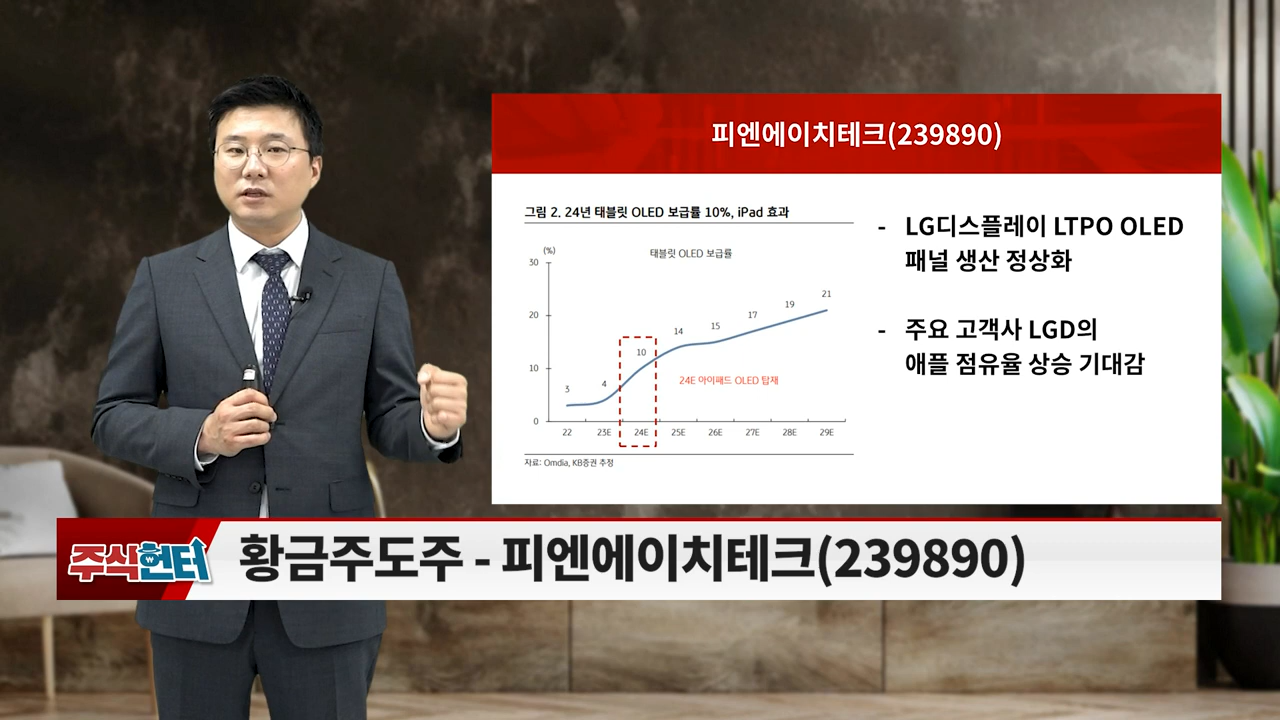 피엔에이치테크(239890)
그림 2. 24년 태블릿 OLED 보급률 10%, iPad 효과
(%)
태블릿 OLED 보급률
30
20
10
0
3
4
10
14
15
17
19
21
24E 아이패드 OLED 탑재
22
23E
24E
25E
26E
27E
28E
29E
자료: Omdia, KB증권 추정
- LG디스플레이 LTPO OLED
패널 생산 정상화
- 주요 고객사 LGD의
애플 점유율 상승 기대감
주식헌터
황금주도주 - 피엔에이치테크(239890)